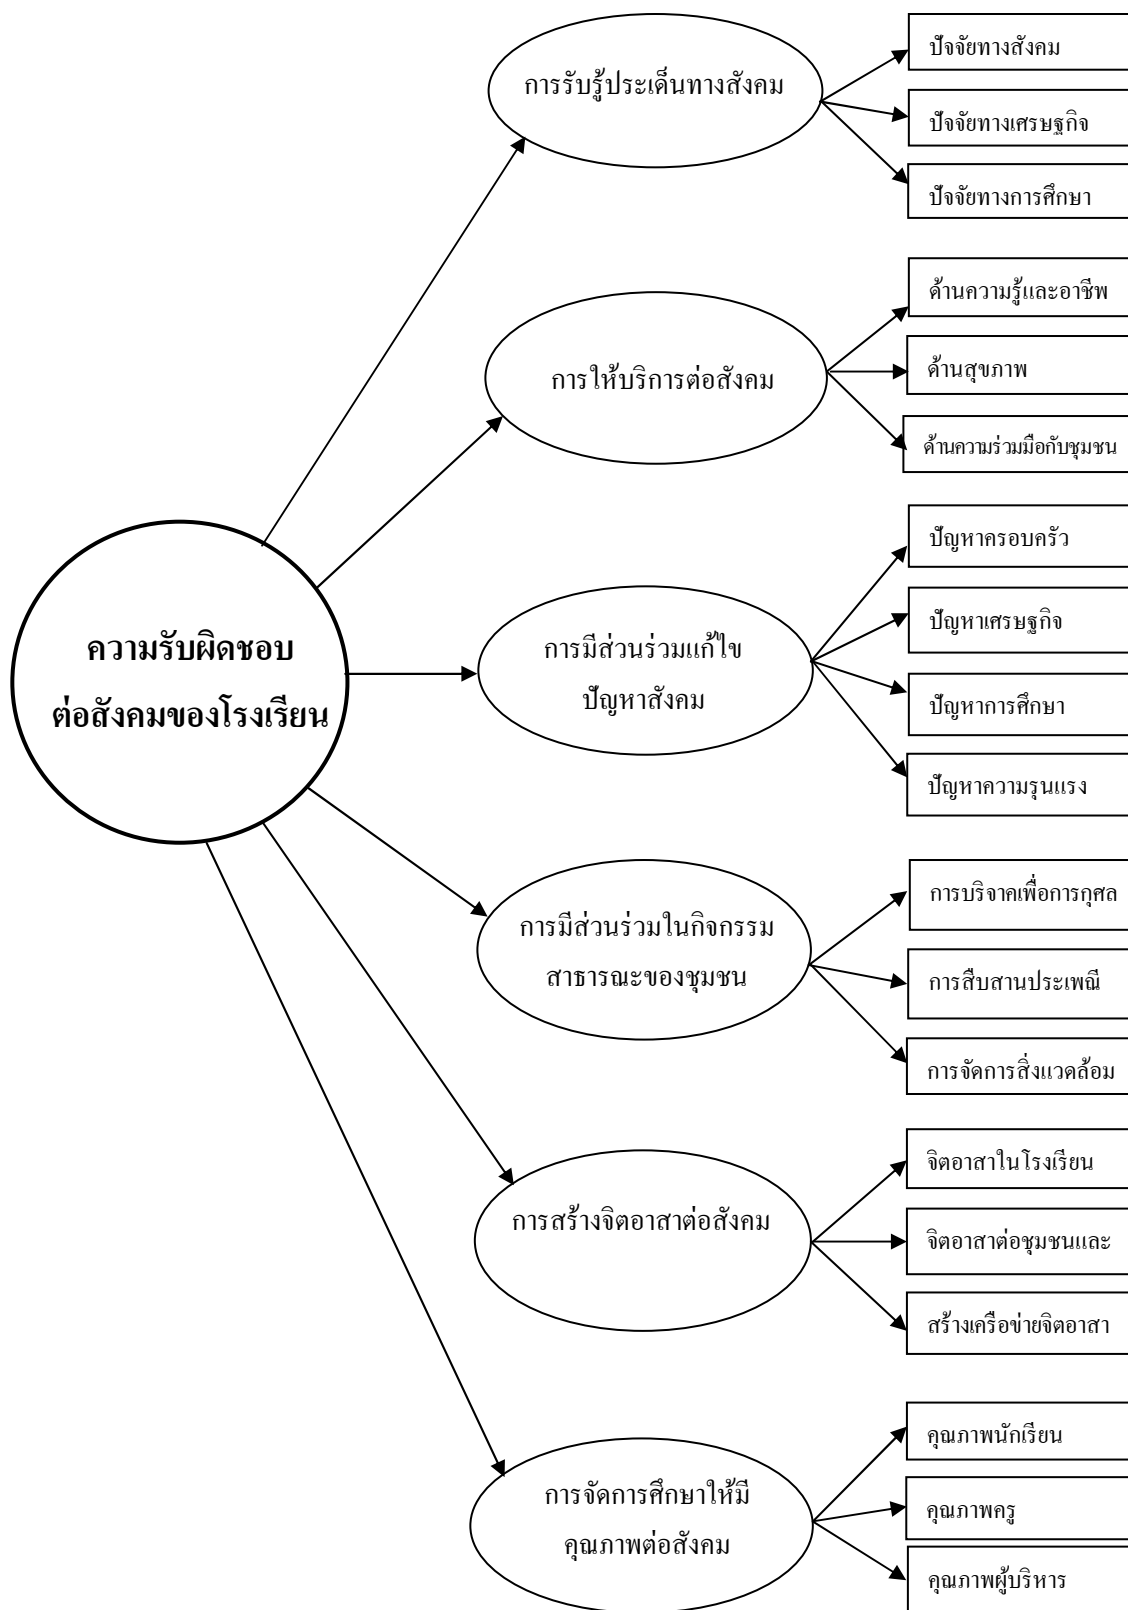 ความรับผิดชอบ
ต่อสังคมของโรงเรียน
การรับรู้ประเด็นทางสังคม
ปัจจัยทางสังคม
ปัจจัยทางเศรษฐกิจ
ปัจจัยทางการศึกษา
การให้บริการต่อสังคม
ด้านความรู้และอาชีพ
ด้านสุขภาพ
ด้านความร่วมมือกับชุมชน
การมีส่วนร่วมแก้ไข
ปัญหาสังคม
ปัญหาครอบครัว
ปัญหาเศรษฐกิจ
ปัญหาการศึกษา
ปัญหาความรุนแรง
การมีส่วนร่วมในกิจกรรม
สาธารณะของชุมชน
การบริจาคเพื่อการกุศล
การสืบสานประเพณี
การจัดการสิ่งแวดล้อม
การสร้างจิตอาสาต่อสังคม
จิตอาสาในโรงเรียน
จิตอาสาต่อชุมชนและ
สร้างเครือข่ายจิตอาสา
การจัดการศึกษาให้มี
คุณภาพต่อสังคม
คุณภาพนักเรียน
คุณภาพครู
คุณภาพผู้บริหาร